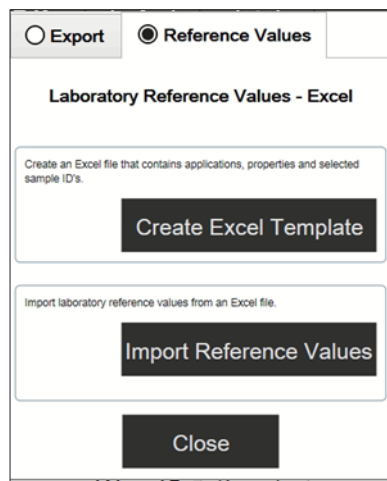 Export
Reference Values
Laboratory Reference Values - Excel
Create an Excel file that contains applications, properties and selected
sample ID's.
Create Excel Template
Import laboratory reference values from an Excel file.
Import Reference Values
Close